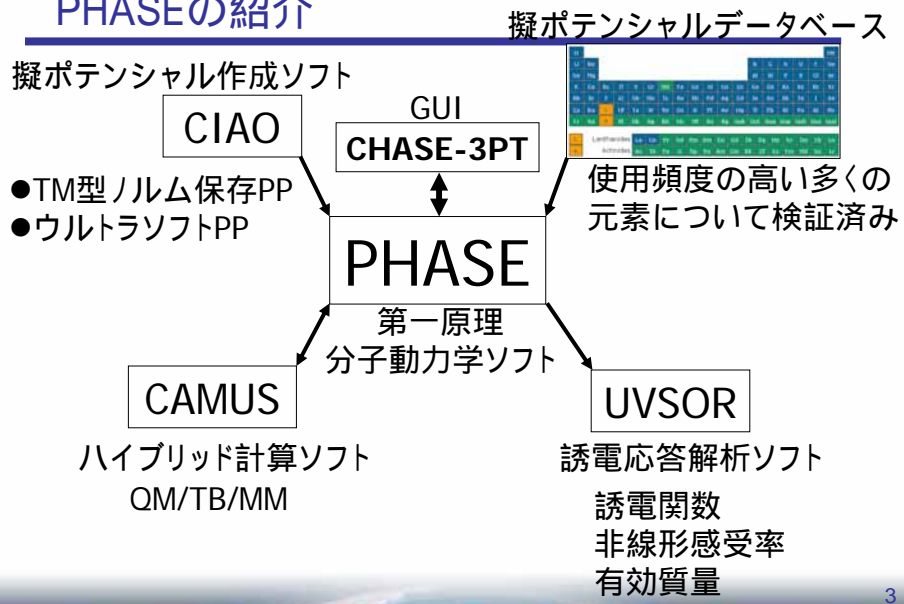 PHASEの紹介
擬ポテンシャルデータベース
擬ポテンシャル作成ソフト
CIAO
●TM型ノルム保存PP
●ウルトラソフトPP
GUI
CHASE-3PT
使用頻度の高い多くの
元素について検証済み
PHASE
第一原理
分子動力学ソフト
CAMUS
ハイブリッド計算ソフト
QM/TB/MM
UVSOR
誘電応答解析ソフト
誘電関数
非線形感受率
有効質量
3